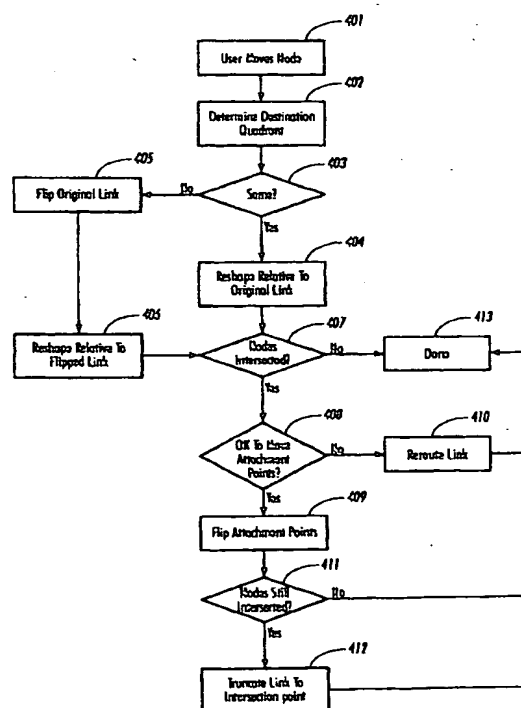 401
User Moves Node
402
Determine Destination
Quadrant
405
403
Flip Original Link
No
Same?
Yes
404
Reshape Relative To
Original Link
406
407
413
Reshape Relative To
Flipped Link
Nodes
Intersected?
No
Done
Yes
408
410
OK To Move
Attachment
Points?
No
Reroute Link
Yes
409
Flip Attachment Points
411
Nodes Still
Intersected?
No
Yes
412
Truncate Link To
Intersection point